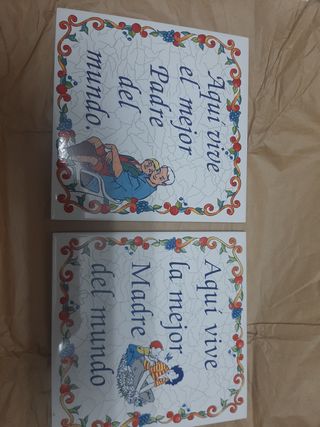 Aquí vive
el mejor
Padre
del
mundo.
Aquí vive
la mejor
Madre
del mundo